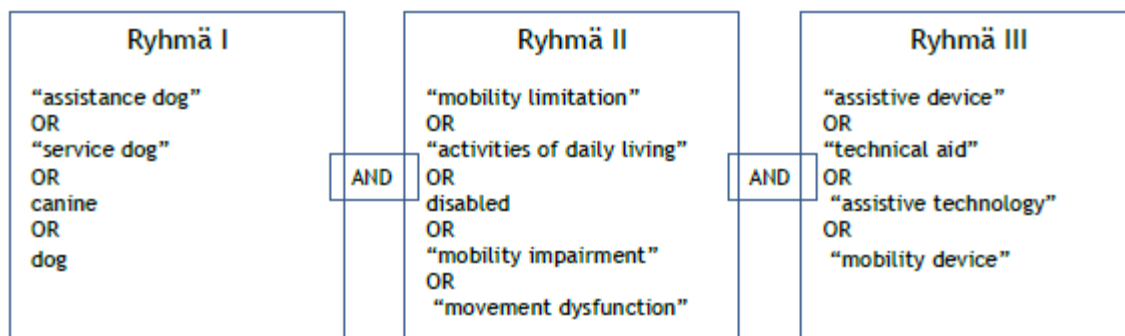 Ryhmä I
“assistance dog”
OR
“service dog”
OR
canine
OR
dog
AND
Ryhmä II
“mobility limitation”
OR
“activities of daily living”
OR
disabled
OR
“mobility impairment”
OR
“movement dysfunction”
AND
Ryhmä III
“assistive device”
OR
“technical aid”
OR
“assistive technology”
OR
“mobility device”